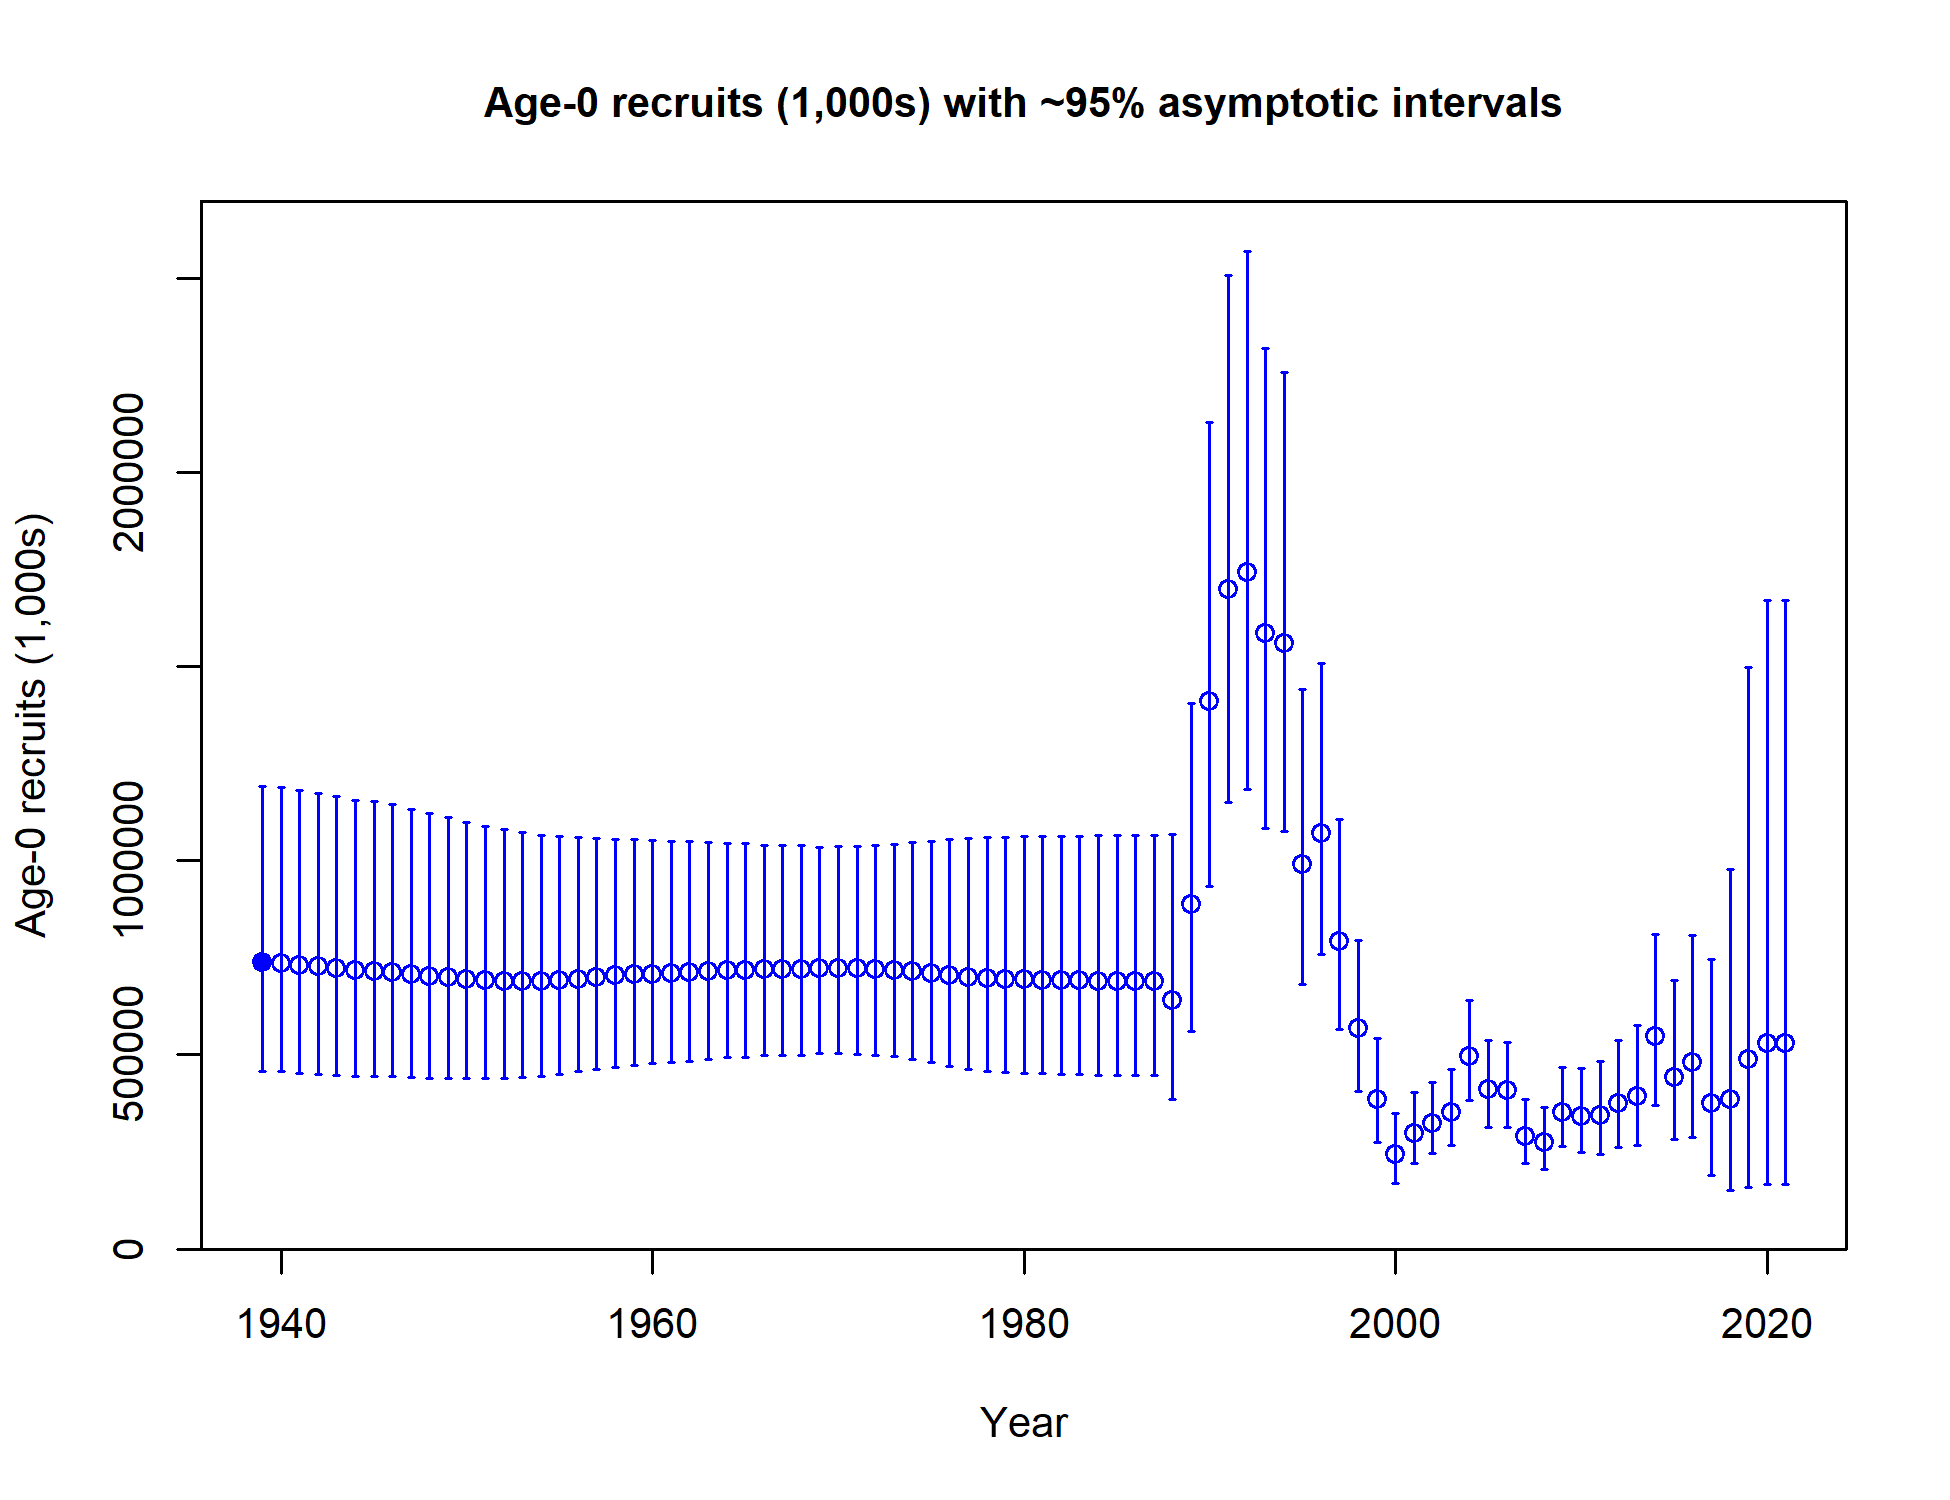 Age-0 recruits (1,000s) with ~95% asymptotic intervals
Age-0 recruits (1,000s)
2000000
1000000
500000
0
1940 1960 1980 2000 2020
Year